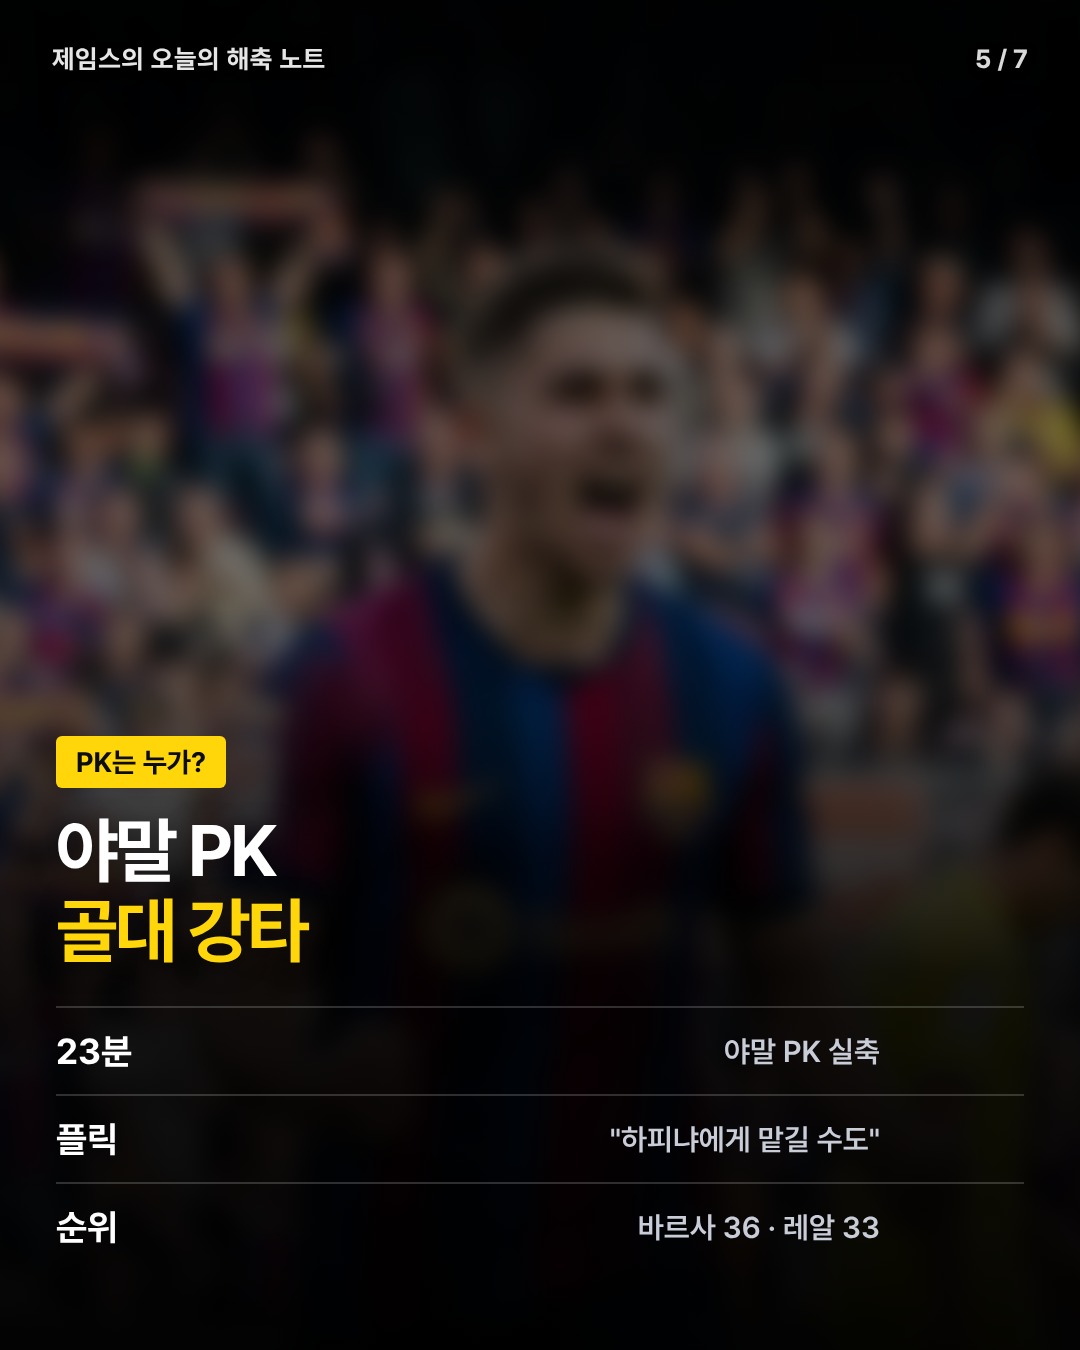 제임스의 오늘의 해축 노트
5 / 7
PK는 누가?
야말 PK
골대 강타
23분
야말 PK 실축
플릭
"하피냐에게 맡길 수도"
순위
바르사 36 · 레알 33